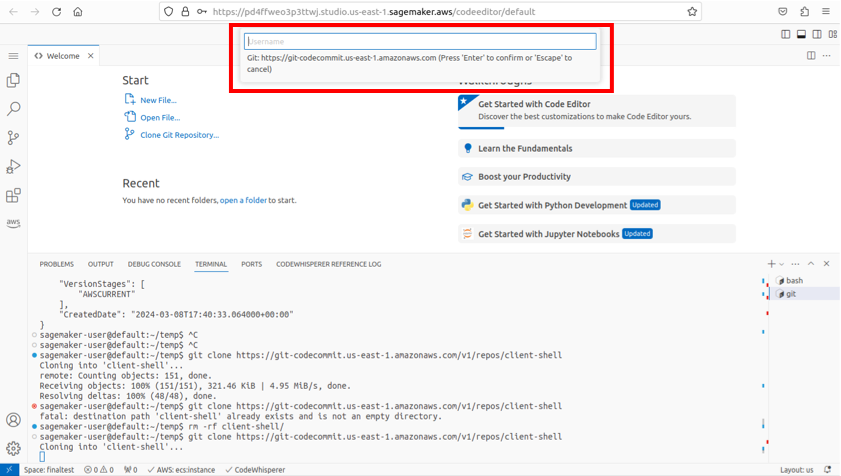 https://pd4ffweo3p3ttwj.studio.us-east-1.sagemaker.aws/codeeditor/default
Username
Git: https://git-codecommit.us-east-1.amazonaws.com (Press 'Enter' to confirm or 'Escape' to
cancel)
Welcome
Start
New File...
Open File...
Clone Git Repository...
Recent
You have no recent folders, open a folder to start.
Walkthroughs
Get Started with Code Editor
Discover the best customizations to make Code Editor yours.
Learn the Fundamentals
Boost your Productivity
Get Started with Python Development Updated
Get Started with Jupyter Notebooks Updated
aws
PROBLEMS OUTPUT DEBUG CONSOLE TERMINAL PORTS CODEWHISPERER REFERENCE LOG
"VersionStages": [
"AWSCURRENT"
],
"CreatedDate": "2024-03-08T17:40:33.064000+00:00"
}
sagemaker-user@default:~/temp$ ^C
sagemaker-user@default:~/temp$ ^C
sagemaker-user@default:~/temp$ git clone https://git-codecommit.us-east-1.amazonaws.com/v1/repos/client-shell
Cloning into 'client-shell'...
remote: Counting objects: 151, done.
Receiving objects: 100% (151/151), 321.46 KiB | 4.95 MiB/s, done.
Resolving deltas: 100% (48/48), done.
sagemaker-user@default:~/temp$ git clone https://git-codecommit.us-east-1.amazonaws.com/v1/repos/client-shell
fatal: destination path 'client-shell' already exists and is not an empty directory.
sagemaker-user@default:~/temp$ rm -rf client-shell/
sagemaker-user@default:~/temp$ git clone https://git-codecommit.us-east-1.amazonaws.com/v1/repos/client-shell
Cloning into 'client-shell'...
bash
git
Space: finaltest 0 0 0 AWS: ecs:instance CodeWhisperer Layout: us